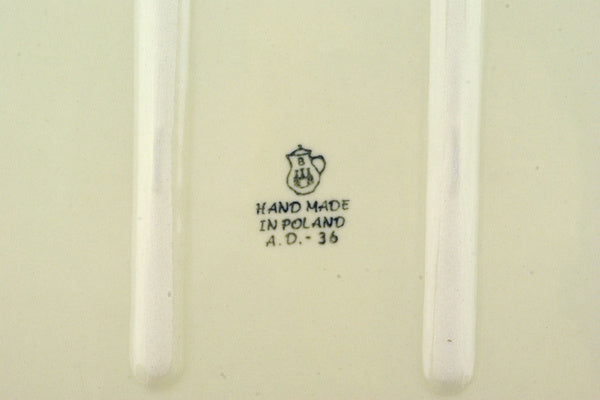 B
HAND MADE
IN POLAND
A.D.- 36